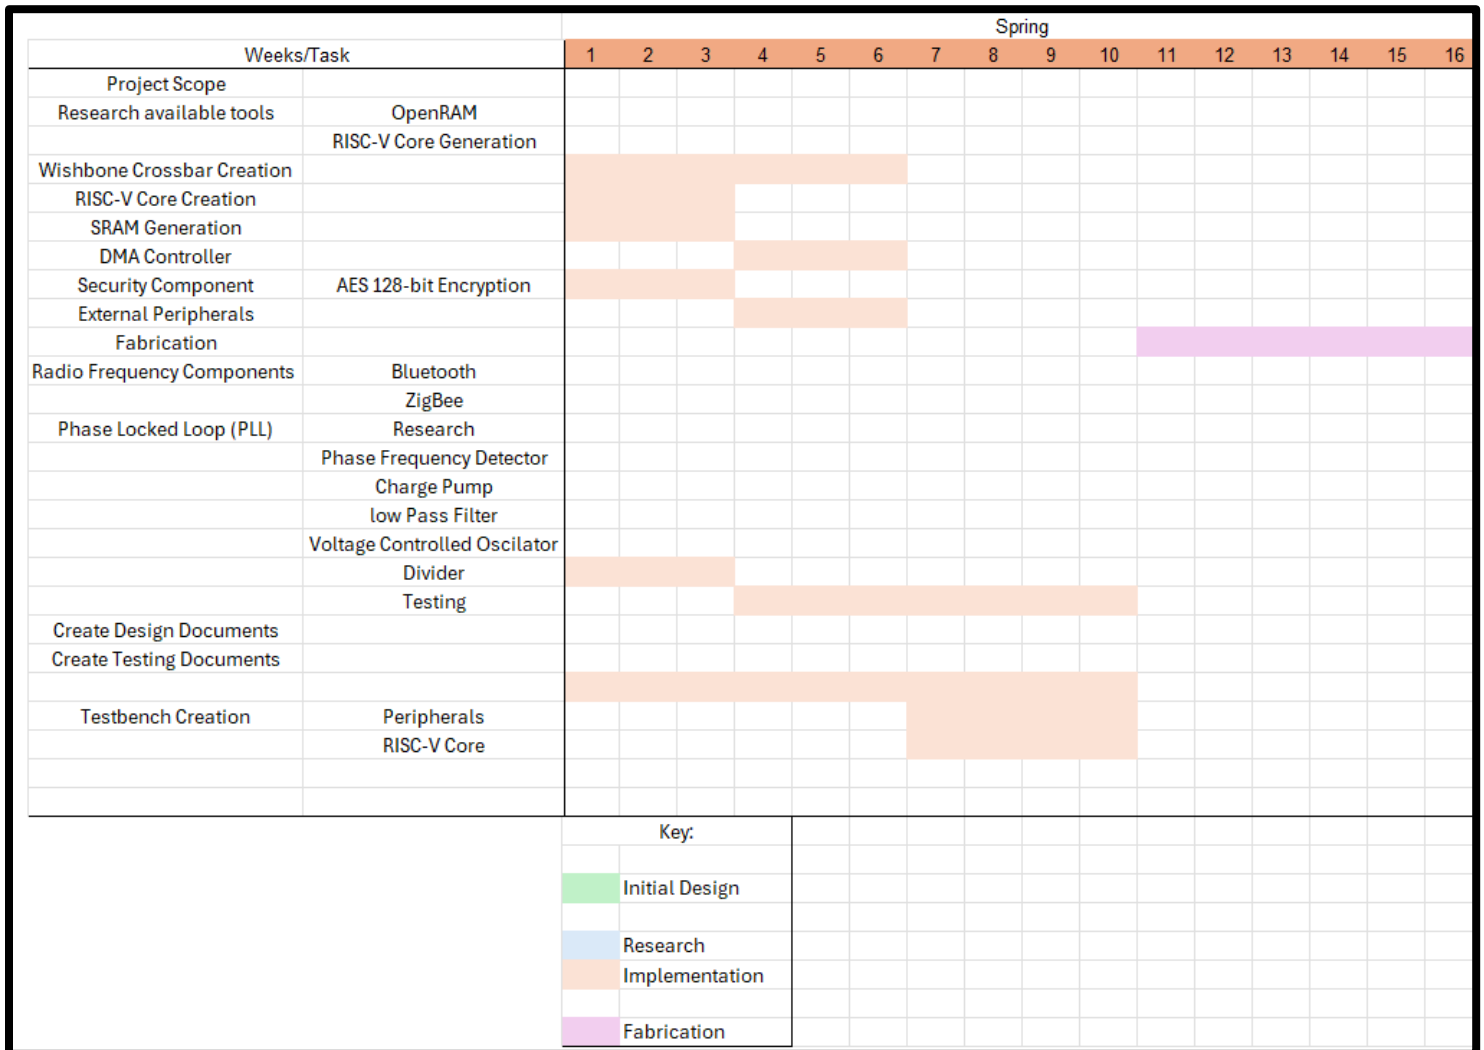 Spring
Weeks/Task 1 2 3 4 5 6 7 8 9 10 11 12 13 14 15 16
Project Scope
Research available tools OpenRAM
RISC-V Core Generation
Wishbone Crossbar Creation
RISC-V Core Creation
SRAM Generation
DMA Controller
Security Component AES 128-bit Encryption
External Peripherals
Fabrication
Radio Frequency Components Bluetooth
ZigBee
Phase Locked Loop (PLL) Research
Phase Frequency Detector
Charge Pump
low Pass Filter
Voltage Controlled Oscilator
Divider
Testing
Create Design Documents
Create Testing Documents
Testbench Creation Peripherals
RISC-V Core
Key:
Initial Design
Research
Implementation
Fabrication